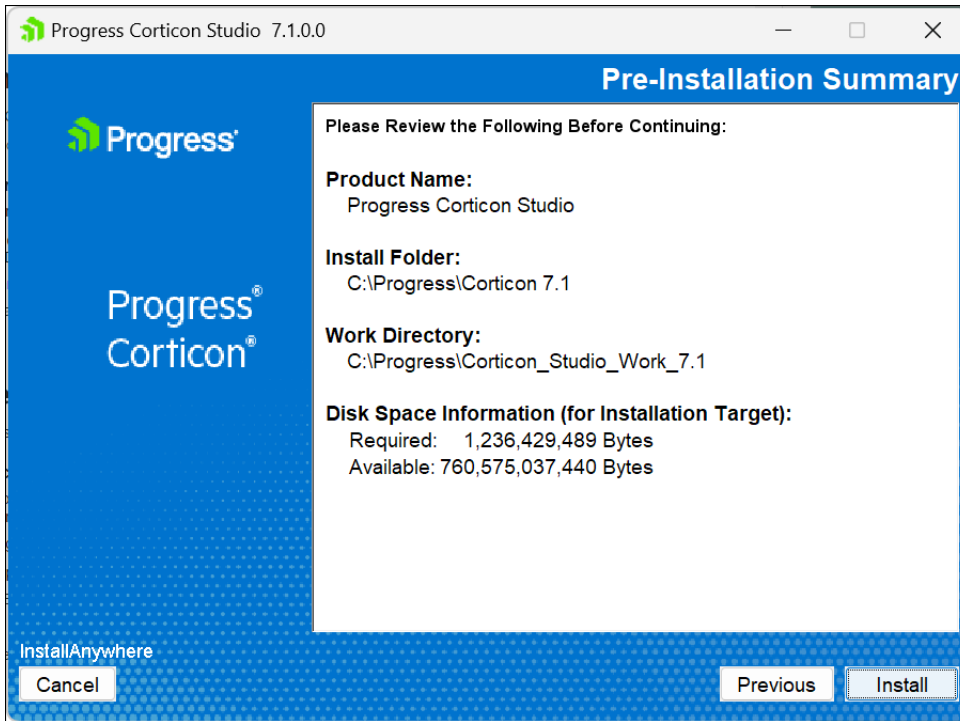 Progress Corticon Studio 7.1.0.0
Pre-Installation Summary
Progress
Progress®
Corticon®
Please Review the Following Before Continuing:
Product Name:
Progress Corticon Studio
Install Folder:
C:\Progress\Corticon 7.1
Work Directory:
C:\Progress\Corticon_Studio_Work_7.1
Disk Space Information (for Installation Target):
Required: 1,236,429,489 Bytes
Available: 760,575,037,440 Bytes
InstallAnywhere
Cancel
Previous
Install